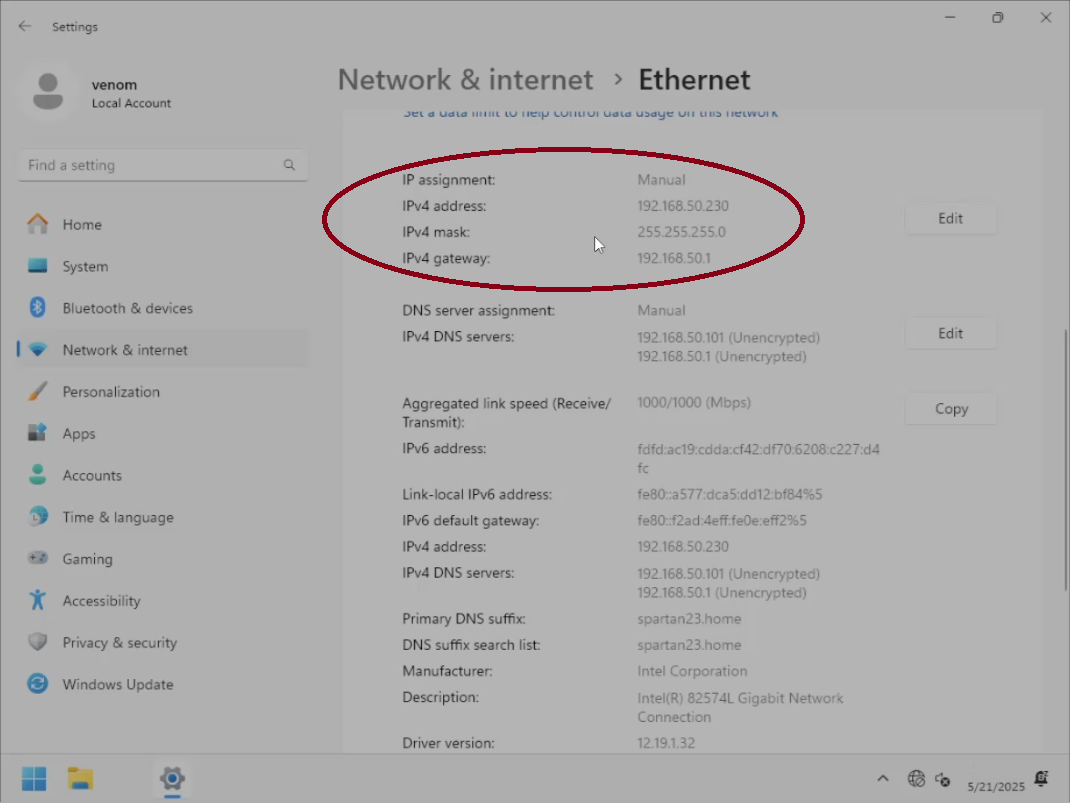 Settings
venom
Local Account
Find a setting
Home
System
Bluetooth & devices
Network & internet
Personalization
Apps
Accounts
Time & language
Gaming
Accessibility
Privacy & security
Windows Update
Network & internet > Ethernet
Set a data limit to help control data usage on this network
IP assignment: Manual
IPv4 address: 192.168.50.230
IPv4 mask: 255.255.255.0
IPv4 gateway: 192.168.50.1
Edit
DNS server assignment: Manual
IPv4 DNS servers: 192.168.50.101 (Unencrypted)
192.168.50.1 (Unencrypted)
Edit
Aggregated link speed (Receive/ 1000/1000 (Mbps)
Transmit):
Copy
IPv6 address: fdfd:ac19:cdda:cf42:df70:6208:c227:d4
fc
Link-local IPv6 address: fe80::a577:dca5:dd12:bf84%5
IPv6 default gateway: fe80::f2ad:4eff:fe0e:eff2%5
IPv4 address: 192.168.50.230
IPv4 DNS servers: 192.168.50.101 (Unencrypted)
192.168.50.1 (Unencrypted)
Primary DNS suffix: spartan23.home
DNS suffix search list: spartan23.home
Manufacturer: Intel Corporation
Description: Intel(R) 82574L Gigabit Network
Connection
Driver version: 12.19.1.32
5/21/2025